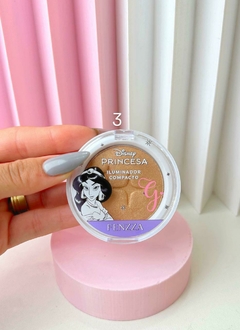 3
Disney
PRINCESA
ILUMINADOR
COMPACTO
G
FENZZA